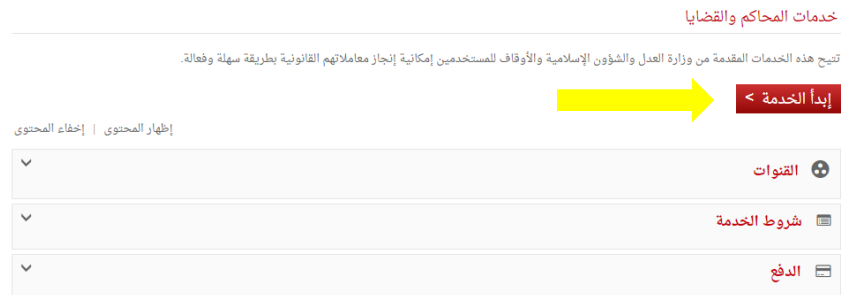 خدمات المحاكم والقضايا
تتيح هذه الخدمات المقدمة من وزارة العدل والشؤون الإسلامية والأوقاف للمستخدمين إمكانية إنجاز معاملاتهم القانونية بطريقة سهلة وفعالة.
إبدأ الخدمة >
إظهار المحتوى | إخفاء المحتوى
القنوات
شروط الخدمة
الدفع